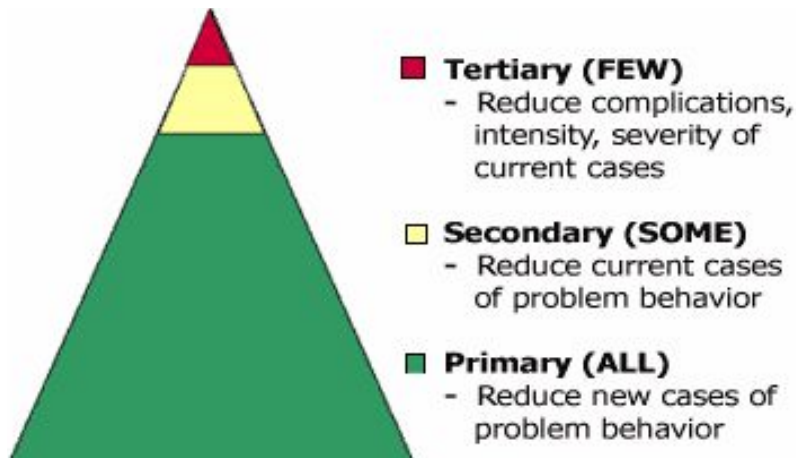 Tertiary (FEW)
- Reduce complications,
intensity, severity of
current cases
Secondary (SOME)
- Reduce current cases
of problem behavior
Primary (ALL)
- Reduce new cases of
problem behavior